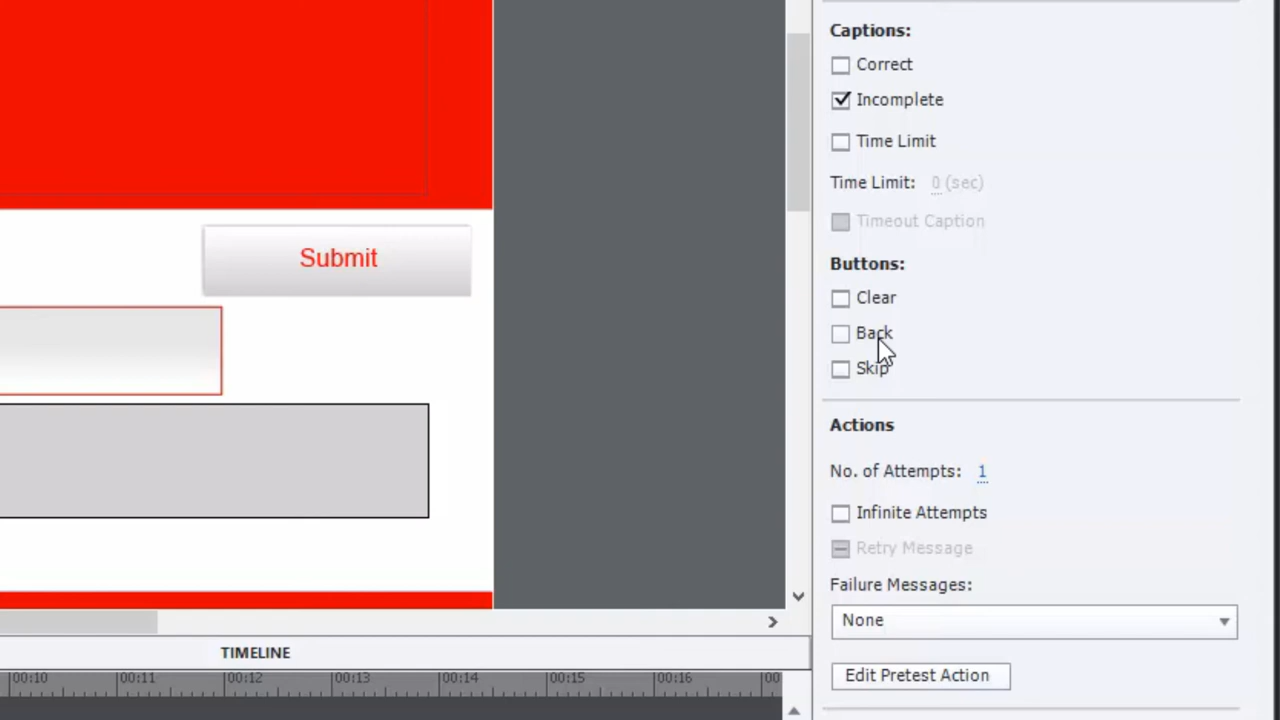 Captions:
Correct
Incomplete
Time Limit
Time Limit: 0 (sec)
Timeout Caption
Submit
Buttons:
Clear
Back
Skip
Actions
No. of Attempts: 1
Infinite Attempts
Retry Message
Failure Messages:
None
TIMELINE
Edit Pretest Action
00:10 00:11 00:12 00:13 00:14 00:15 00:16 00